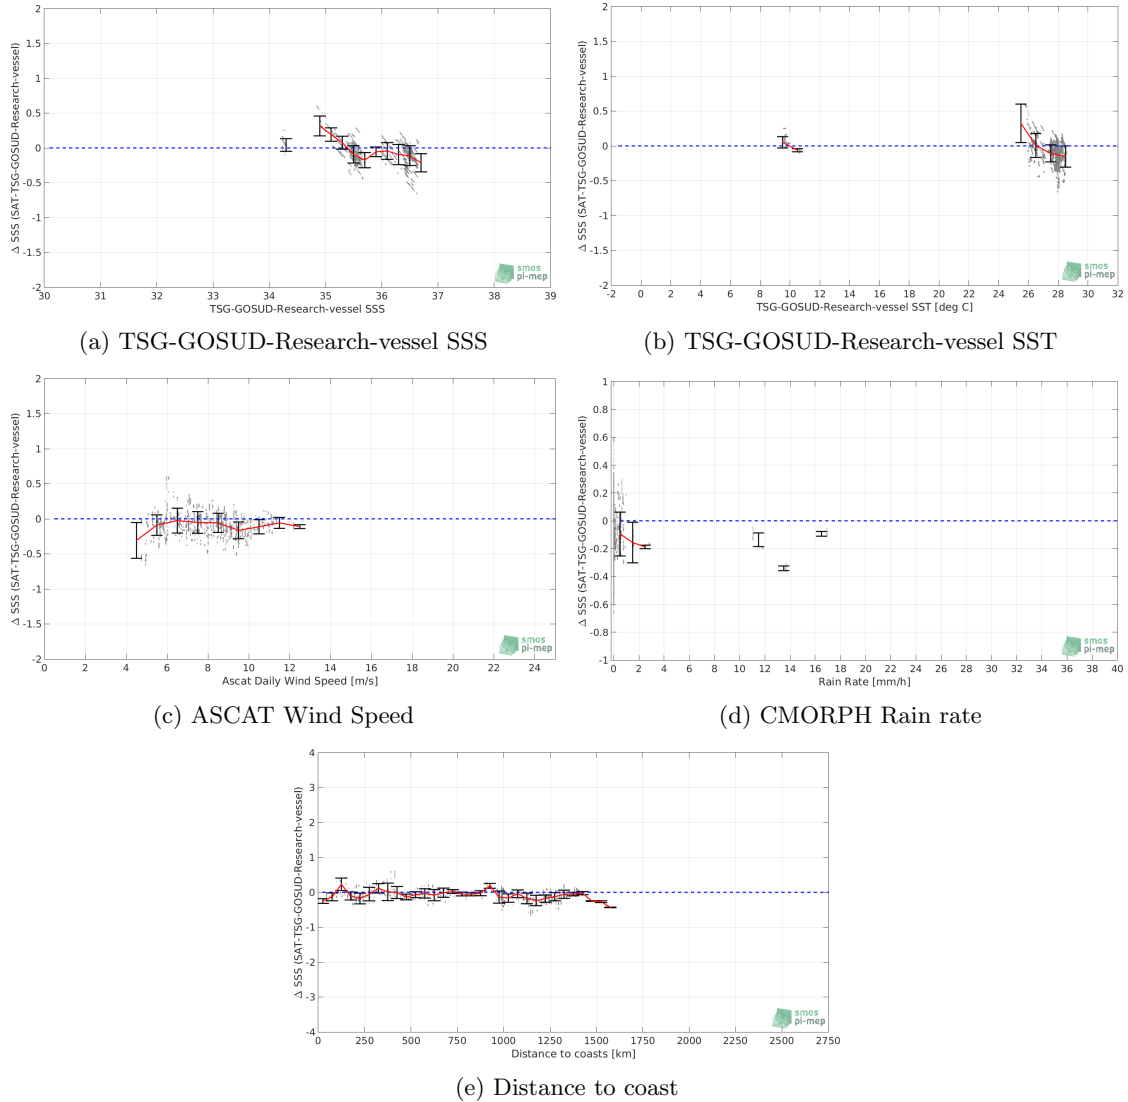 2
1.5
1
0.5
0
-0.5
-1
-1.5
-2
Δ SSS (SAT-TSG-GOSUD-Research-vessel)
30 31 32 33 34 35 36 37 38 39
TSG-GOSUD-Research-vessel SSS
smos
pi-mep
(a) TSG-GOSUD-Research-vessel SSS
2
1.5
1
0.5
0
-0.5
-1
-1.5
-2
Δ SSS (SAT-TSG-GOSUD-Research-vessel)
-2 0 2 4 6 8 10 12 14 16 18 20 22 24 26 28 30 32
TSG-GOSUD-Research-vessel SST [deg C]
smos
pi-mep
(b) TSG-GOSUD-Research-vessel SST
2
1.5
1
0.5
0
-0.5
-1
-1.5
-2
Δ SSS (SAT-TSG-GOSUD-Research-vessel)
0 2 4 6 8 10 12 14 16 18 20 22 24
Ascat Daily Wind Speed [m/s]
smos
pi-mep
(c) ASCAT Wind Speed
1
0.8
0.6
0.4
0.2
0
-0.2
-0.4
-0.6
-0.8
-1
Δ SSS (SAT-TSG-GOSUD-Research-vessel)
0 2 4 6 8 10 12 14 16 18 20 22 24 26 28 30 32 34 36 38 40
Rain Rate [mm/h]
smos
pi-mep
(d) CMORPH Rain rate
4
3
2
1
0
-1
-2
-3
-4
Δ SSS (SAT-TSG-GOSUD-Research-vessel)
0 250 500 750 1000 1250 1500 1750 2000 2250 2500 2750
Distance to coasts [km]
smos
pi-mep
(e) Distance to coast